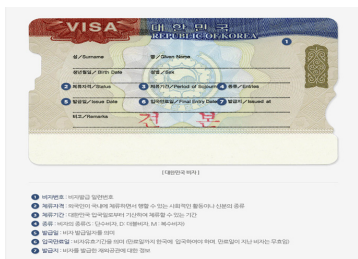 VISA 대한민국
REPUBLIC OF KOREA
1
성/Surname 명/Given Name
생년월일/Birth Date 성별/Sex
2 체류자격/Status 3 체류기간/Period of Sojourn 4 종류/Entries
5 발급일/Issue Date 6 입국만료일/Final Entry Date 7 발급지/Issued at
비고/Remarks
견 본
[대한민국 비자]
1 비자번호 : 비자발급 일련번호
2 체류자격 : 외국인이 국내에 체류하면서 행할 수 있는 사회적인 활동이나 신분의 종류
3 체류기간 : 대한민국 입국일로부터 기산하여 체류할 수 있는 기간
4 종류 : 비자의 종류(S: 단수비자, D: 더블비자, M: 복수비자)
5 발급일 : 비자 발급일자를 의미
6 입국만료일 : 비자유효기간을 의미 (만료일까지 한국에 입국하여야 하며, 만료일이 지난 비자는 무효임)
7 발급지 : 비자를 발급한 재외공관에 대한 정보